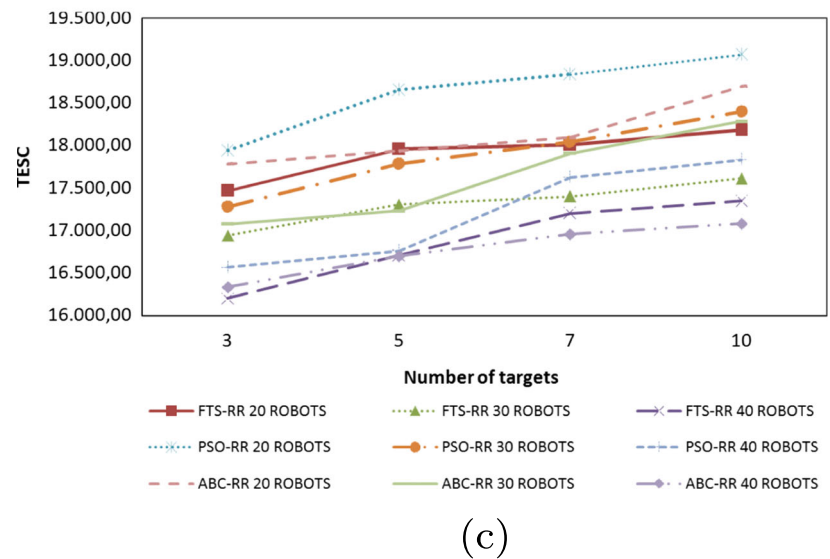 19.500,00
19.000,00
18.500,00
18.000,00
17.500,00
17.000,00
16.500,00
16.000,00
TESC
3 5 7 10
Number of targets
FTS-RR 20 ROBOTS FTS-RR 30 ROBOTS FTS-RR 40 ROBOTS
PSO-RR 20 ROBOTS PSO-RR 30 ROBOTS PSO-RR 40 ROBOTS
ABC-RR 20 ROBOTS ABC-RR 30 ROBOTS ABC-RR 40 ROBOTS
(c)